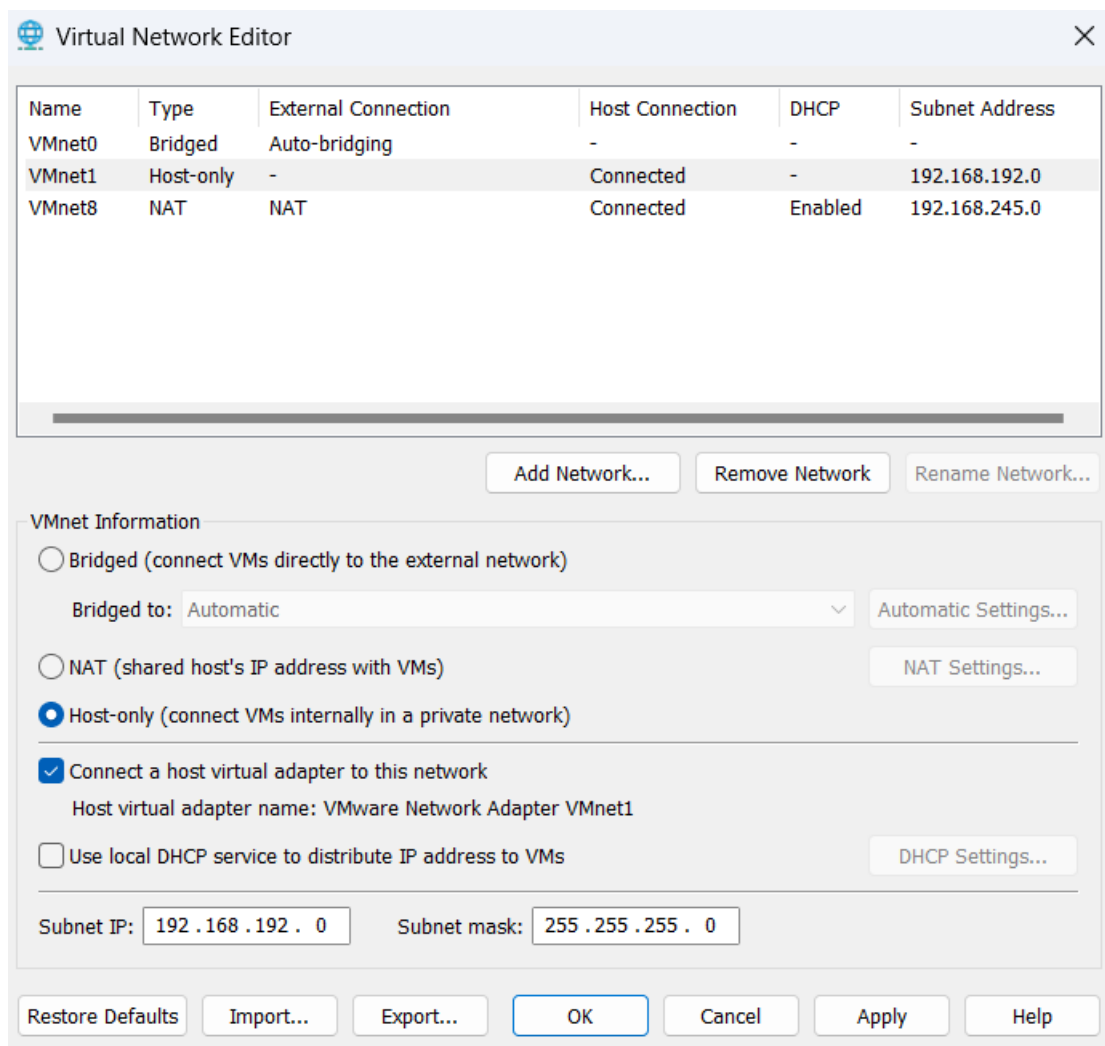 Virtual Network Editor
Name Type External Connection Host Connection DHCP Subnet Address
VMnet0 Bridged Auto-bridging - - -
VMnet1 Host-only - Connected - 192.168.192.0
VMnet8 NAT NAT Connected Enabled 192.168.245.0
Add Network... Remove Network Rename Network...
VMnet Information
Bridged (connect VMs directly to the external network)
Bridged to: Automatic Automatic Settings...
NAT (shared host's IP address with VMs) NAT Settings...
Host-only (connect VMs internally in a private network)
Connect a host virtual adapter to this network
Host virtual adapter name: VMware Network Adapter VMnet1
Use local DHCP service to distribute IP address to VMs DHCP Settings...
Subnet IP: 192 . 168 . 192 . 0 Subnet mask: 255 . 255 . 255 . 0
Restore Defaults Import... Export... OK Cancel Apply Help